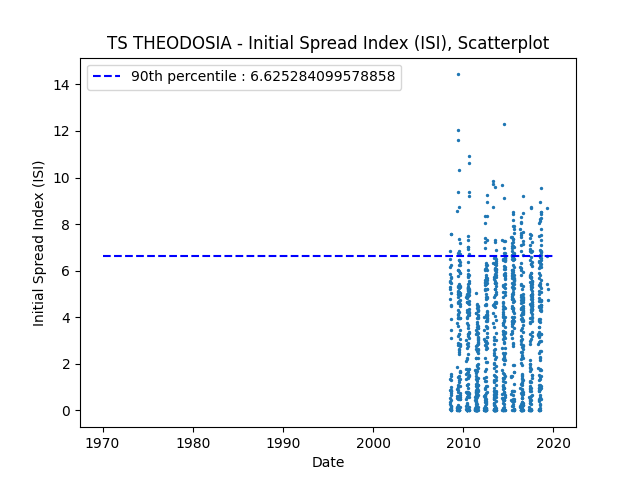 TS THEODOSIA - Initial Spread Index (ISI), Scatterplot
90th percentile : 6.625284099578858
14
12
10
8
6
4
2
0
Initial Spread Index (ISI)
1970 1980 1990 2000 2010 2020
Date